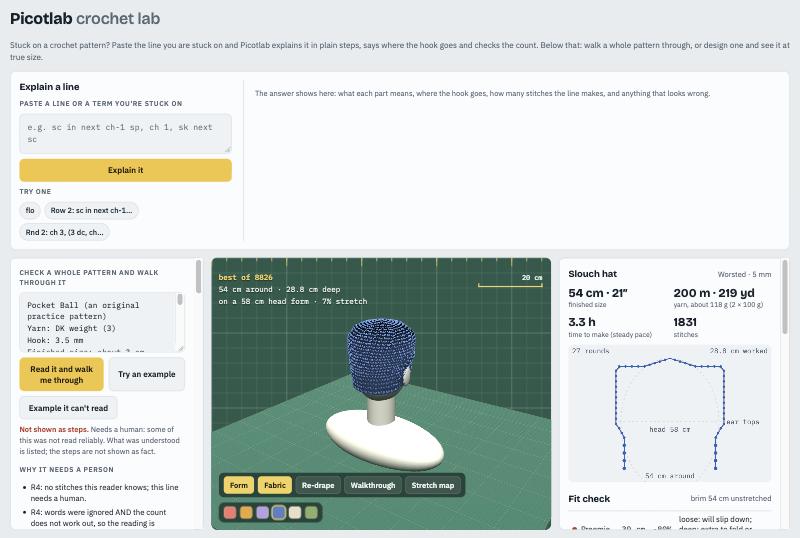 Picotlab crochet lab
Stuck on a crochet pattern? Paste the line you are stuck on and Picotlab explains it in plain steps, says where the hook goes and checks the count. Below that: walk a whole pattern through, or design one and see it at
true size.
Explain a line
PASTE A LINE OR A TERM YOU'RE STUCK ON
e.g. sc in next ch-1 sp, ch 1, sk next
sc
Explain it
TRY ONE
flo
Row 2: sc in next ch-1...
Rnd 2: ch 3, (3 dc, ch...
The answer shows here: what each part means, where the hook goes, how many stitches the line makes, and anything that looks wrong.
CHECK A WHOLE PATTERN AND WALK
THROUGH IT
Pocket Ball (an original
practice pattern)
Yarn: DK weight (3)
Hook: 3.5 mm
Read it and walk
me through
Try an example
Example it can't read
Not shown as steps. Needs a human: some of
this was not read reliably. What was understood
is listed; the steps are not shown as fact.
WHY IT NEEDS A PERSON
R4: no stitches this reader knows; this line
needs a human.
R4: words were ignored AND the count
does not work out, so the reading is
best of 8826
54 cm around · 28.8 cm deep
on a 58 cm head form · 7% stretch
20 cm
Form
Fabric
Re-drape
Walkthrough
Stretch map
Slouch hat
Worsted · 5 mm
54 cm · 21"
finished size
200 m · 219 yd
yarn, about 118 g (2 × 100 g)
3.3 h
time to make (steady pace)
1831
stitches
27 rounds
28.8 cm worked
ear tops
head 58 cm
54 cm around
Fit check
brim 54 cm unstretched
loose: will slip down;